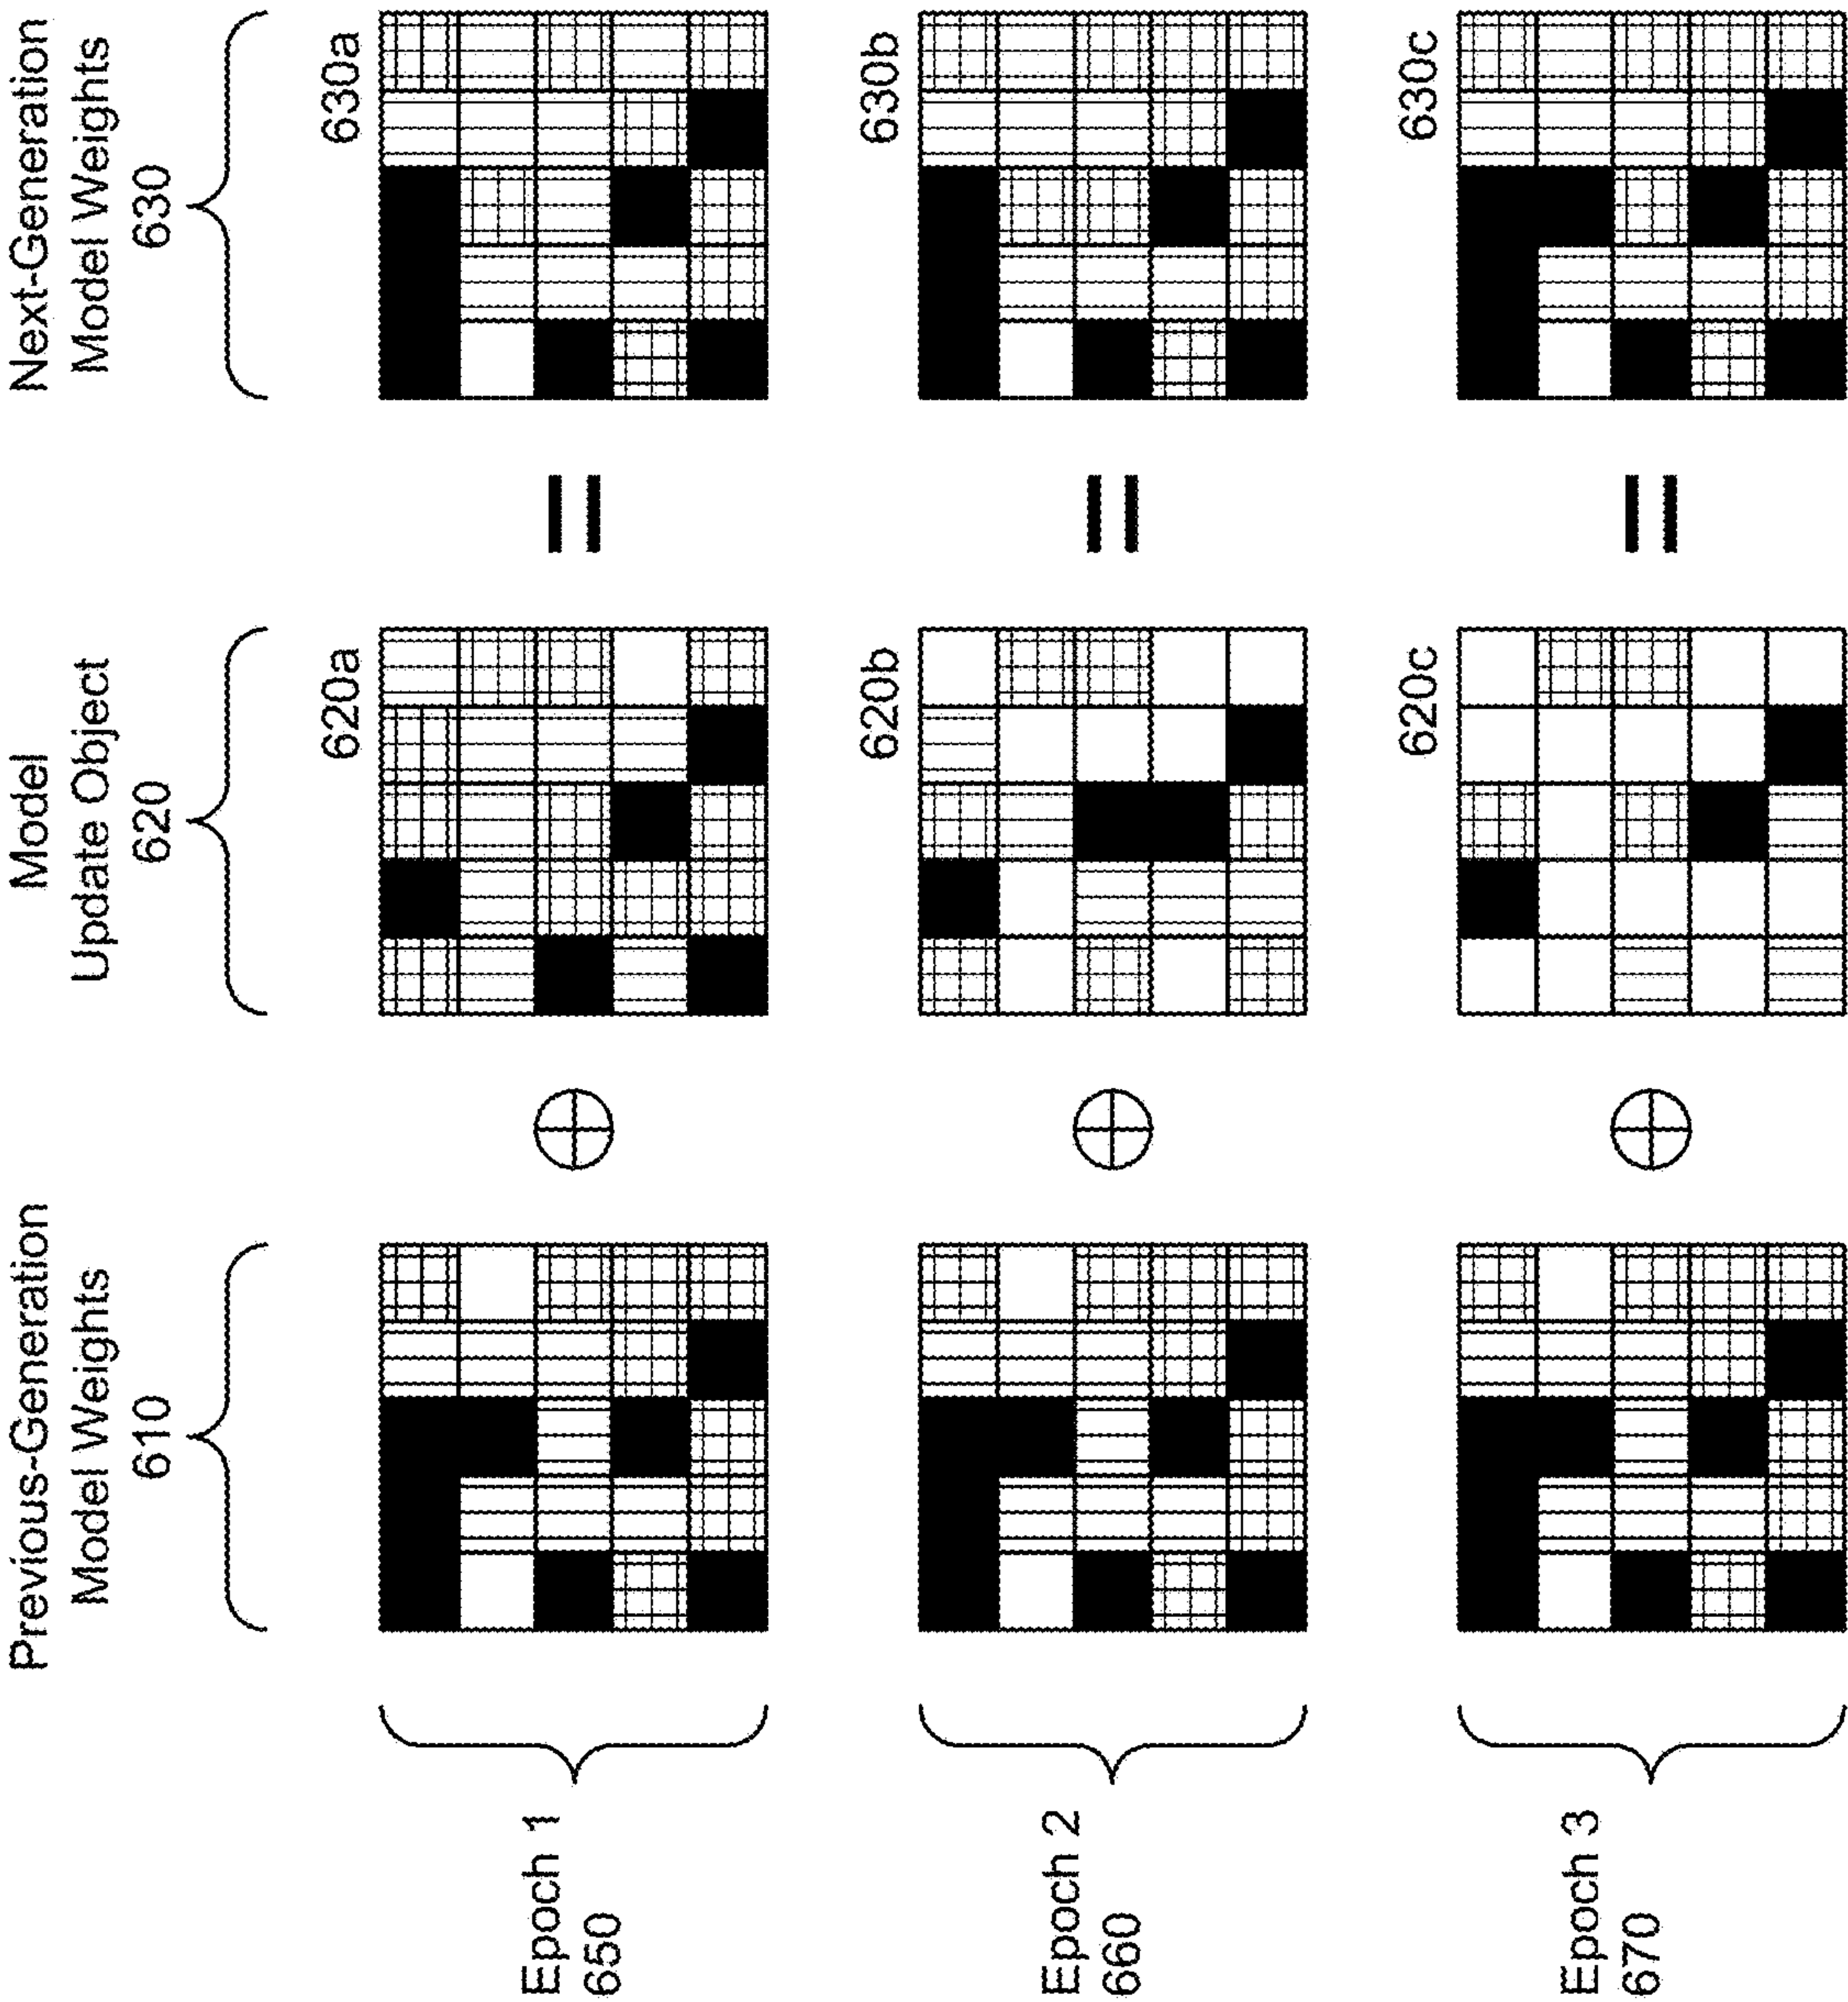 Previous-Generation
Model Weights
610
Model
Update Object
620
Next-Generation
Model Weights
630
Epoch 1
650
620a
630a
Epoch 2
660
620b
630b
Epoch 3
670
620c
630c